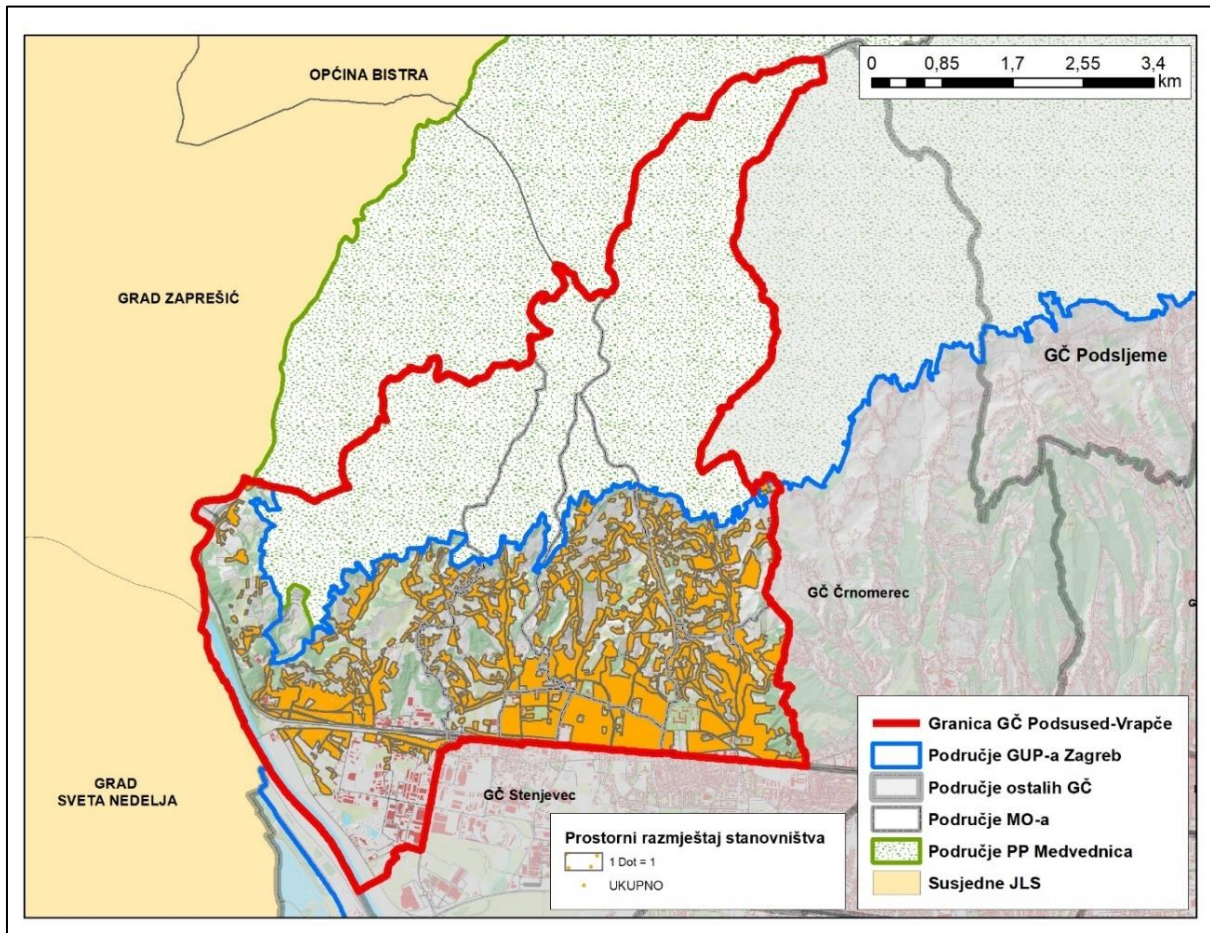 OPĆINA BISTRA
0 0,85 1,7 2,55 3,4
km
GRAD ZAPREŠIĆ
GČ Podsljeme
GČ Črnomerec
GRAD
SVETA NEDELJA
GČ Stenjevec
G
Prostorni razmještaj stanovništva
1 Dot = 1
UKUPNO
Granica GČ Podsused-Vrapče
Područje GUP-a Zagreb
Područje ostalih GČ
Područje MO-a
Područje PP Medvednica
Susjedne JLS